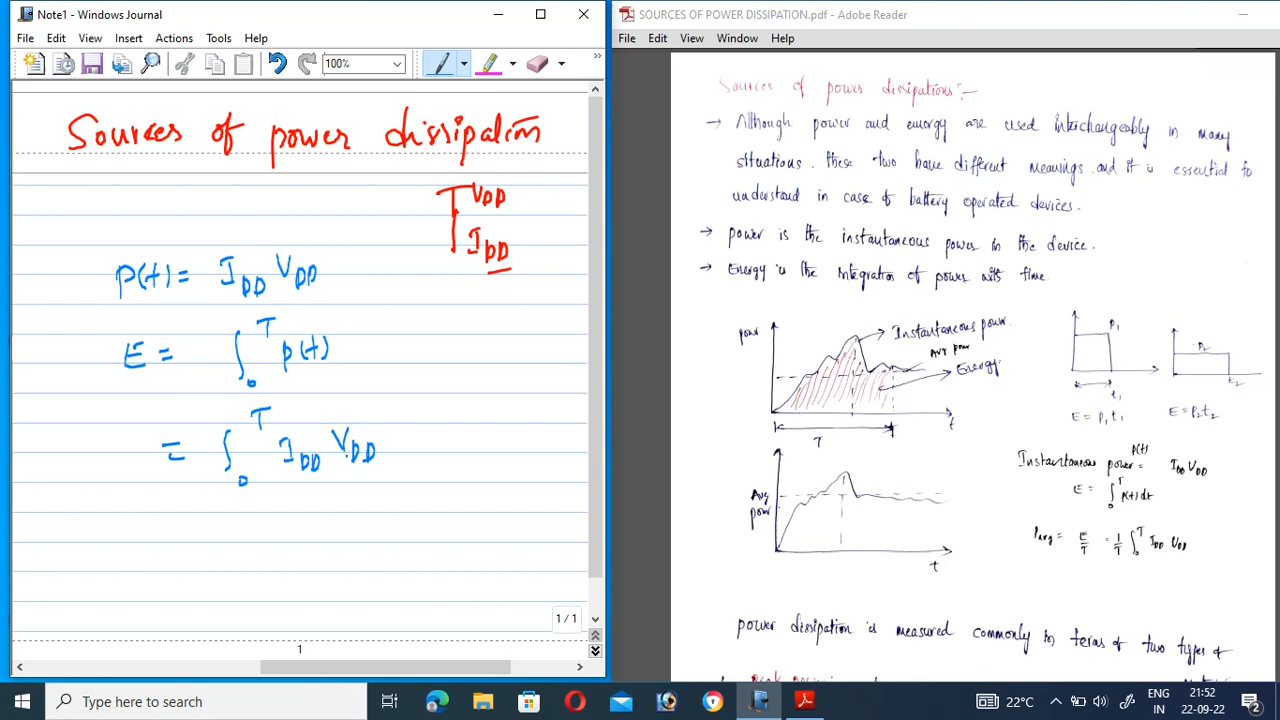 Note1 - Windows Journal
File Edit View Insert Actions Tools Help
100%
Sources of power dissipation
VDD
IDD
P(t) = IDD VDD
E = ∫0T p(t)
= ∫0T IDD VDD
1 / 1
1
SOURCES OF POWER DISSIPATION.pdf - Adobe Reader
File Edit View Window Help
Sources of power dissipations:-
→ Although power and energy are used interchangeably in many
situations. these two have different meanings and it is essential to
understand in case of battery operated devices.
→ power is the instantaneous power in the device.
→ Energy is the integration of power with time
power
Instantaneous power.
Avg power
Energy
T
t
P1
t1
E = P1t1
P2
t2
E = P2t2
Avg
power
t
Instantaneous power P(t) = IDD VDD
E = ∫0T P(t) dt
Pavg = E/T = 1/T ∫0T IDD VDD
power dissipation is measured commonly in terms of two types of
Type here to search
22°C
ENG
IN
21:52
22-09-22
2